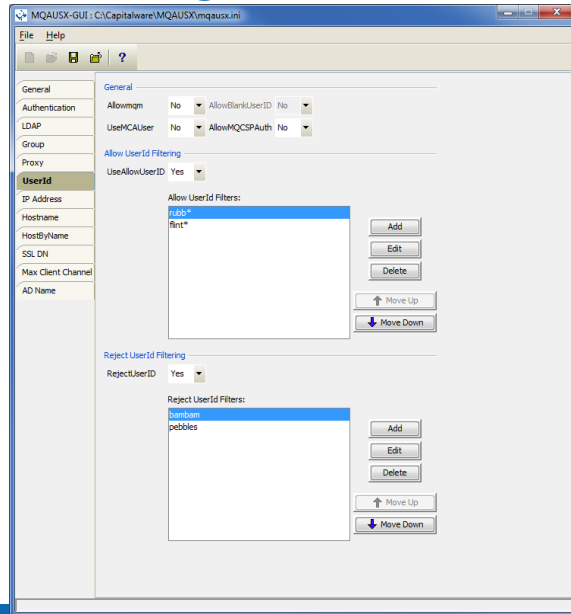 MQAUSX-GUI : C:\Capitalware\MQAUSX\mqausx.ini
File Help
?
General
Authentication
LDAP
Group
Proxy
UserId
IP Address
Hostname
HostByName
SSL DN
Max Client Channel
AD Name
General
Allowmqm No AllowBlankUserID No
UseMCAUser No AllowMQCSPAuth No
Allow UserId Filtering
UseAllowUserID Yes
Allow UserId Filters:
rubb*
flint*
Add
Edit
Delete
Move Up
Move Down
Reject UserId Filtering
RejectUserID Yes
Reject UserId Filters:
bambam
pebbles
Add
Edit
Delete
Move Up
Move Down